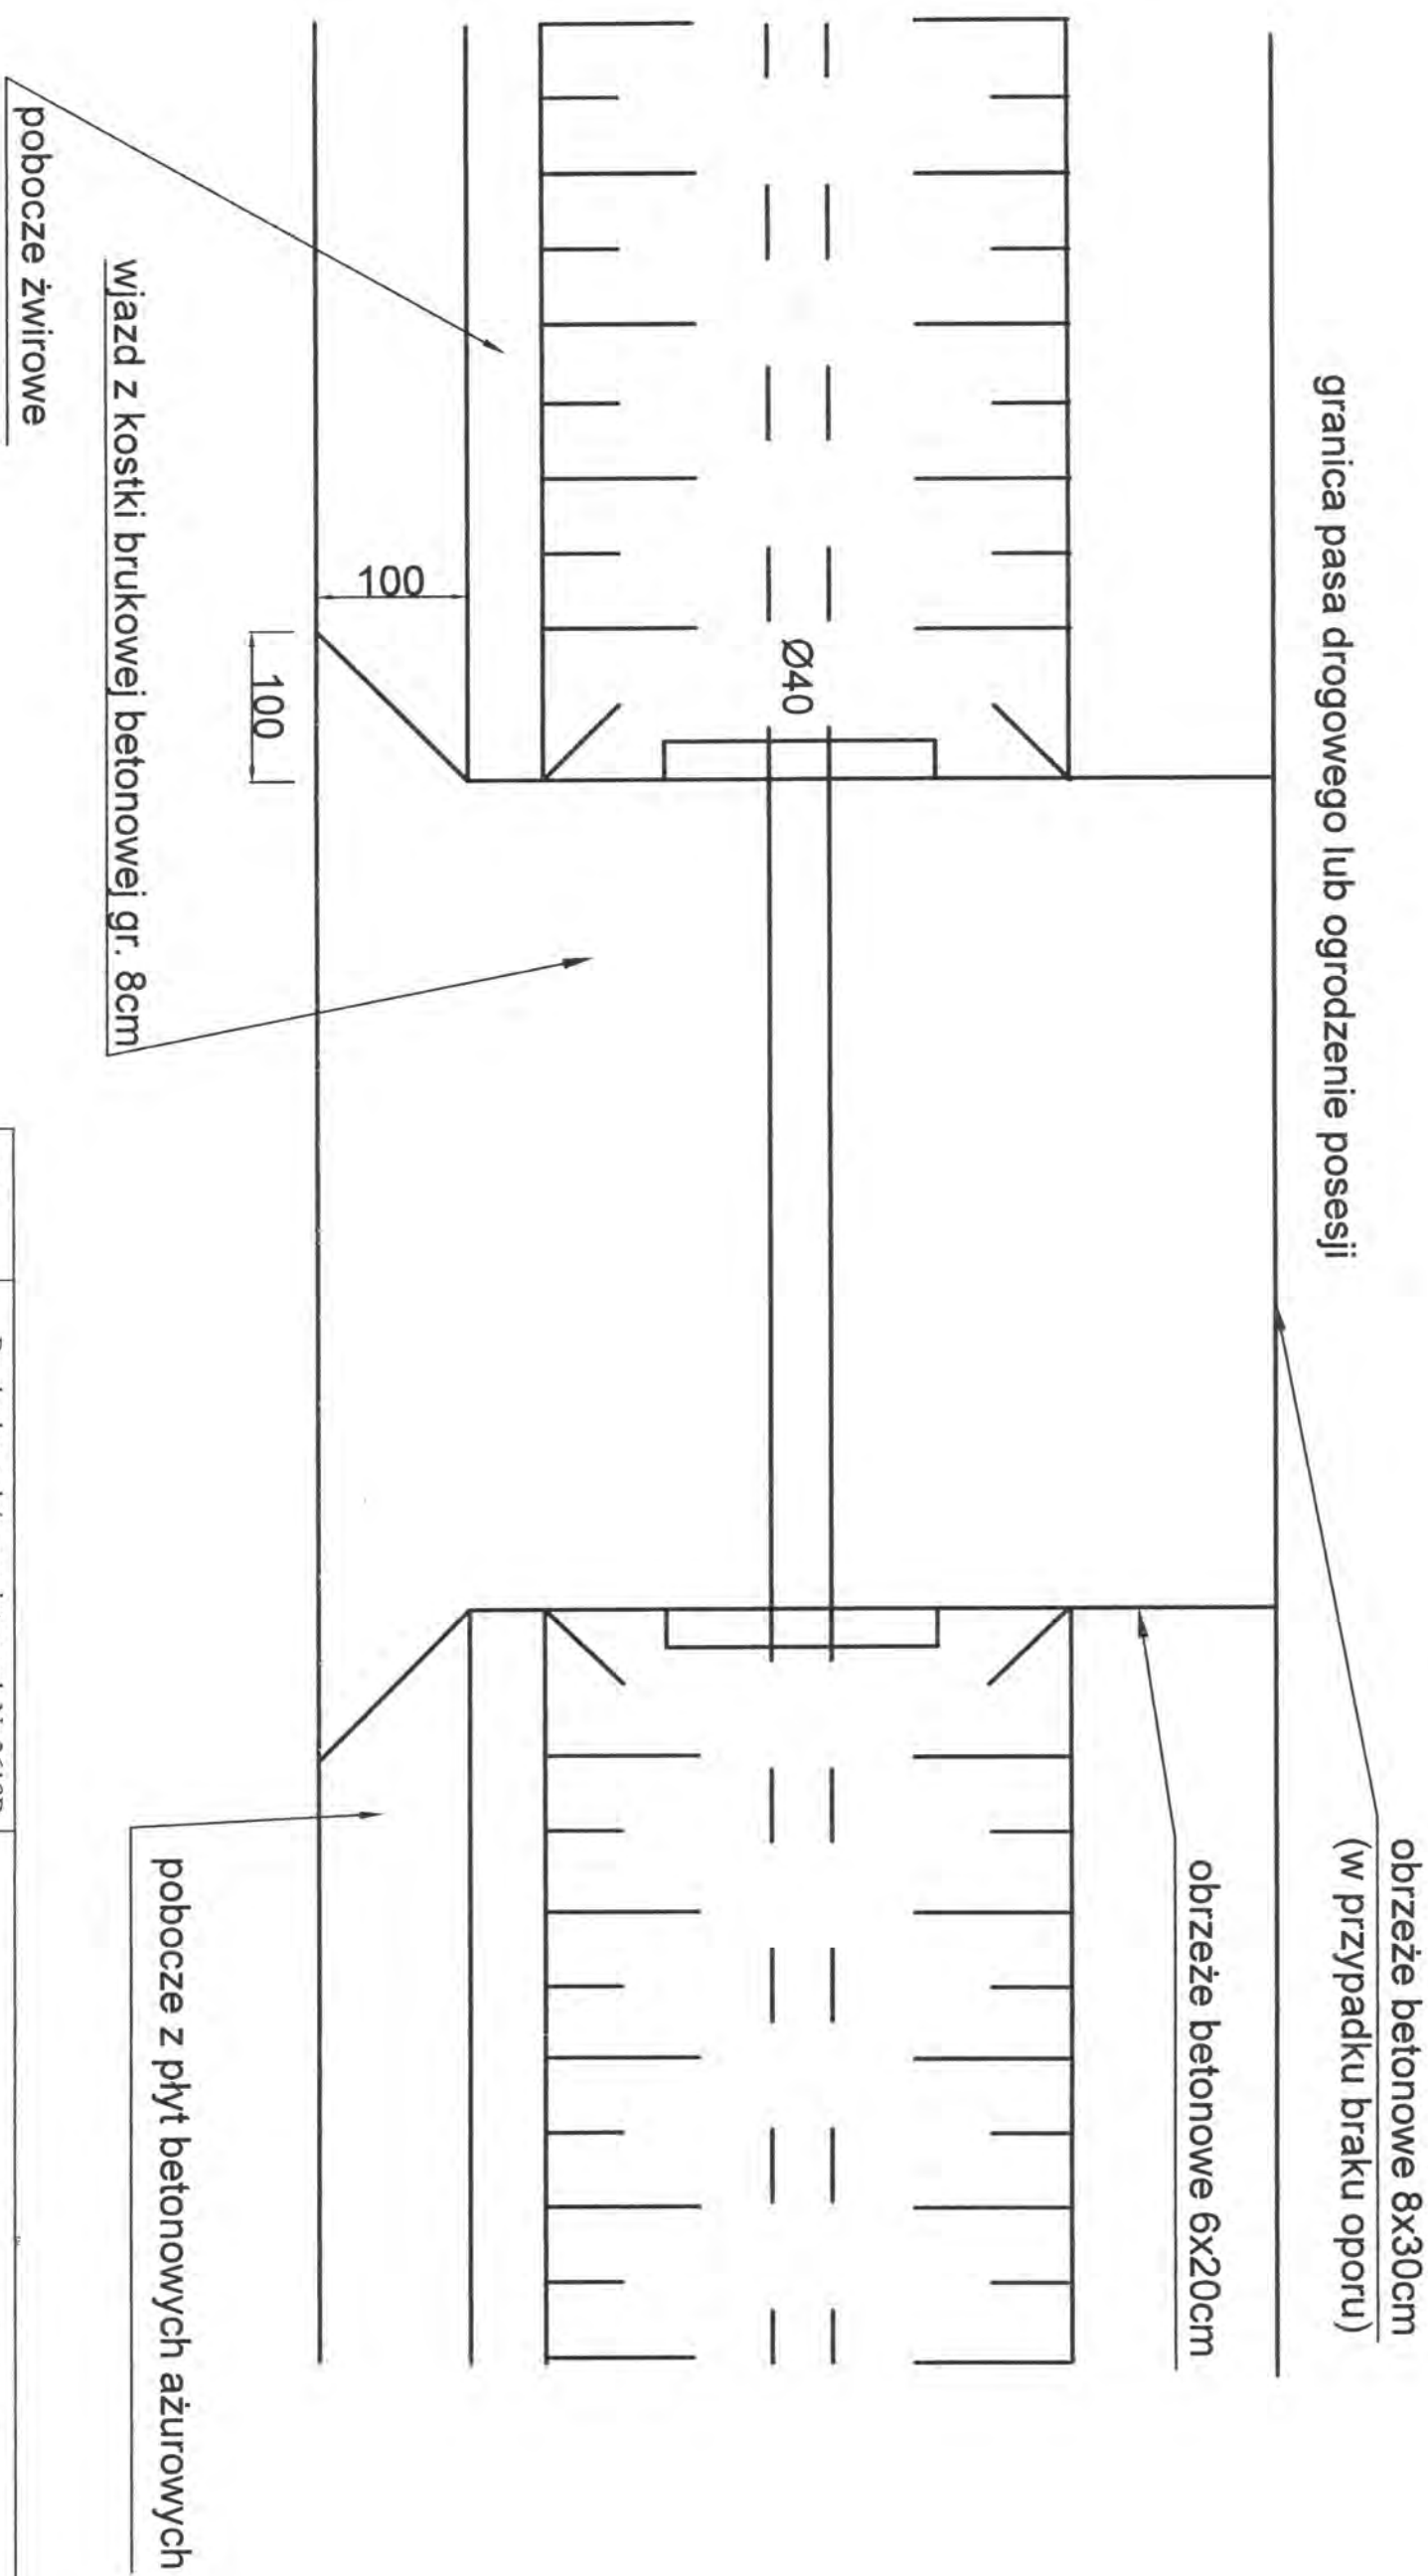 granica pasa drogowego lub ogrodzenie posesji
obrzeże betonowe 8x30cm
(w przypadku braku oporu)
obrzeże betonowe 6x20cm
Ø40
100
100
wjazd z kostki brukowej betonowej gr. 8cm
pobocze żwirowe
pobocze z płyt betonowych ażurowych